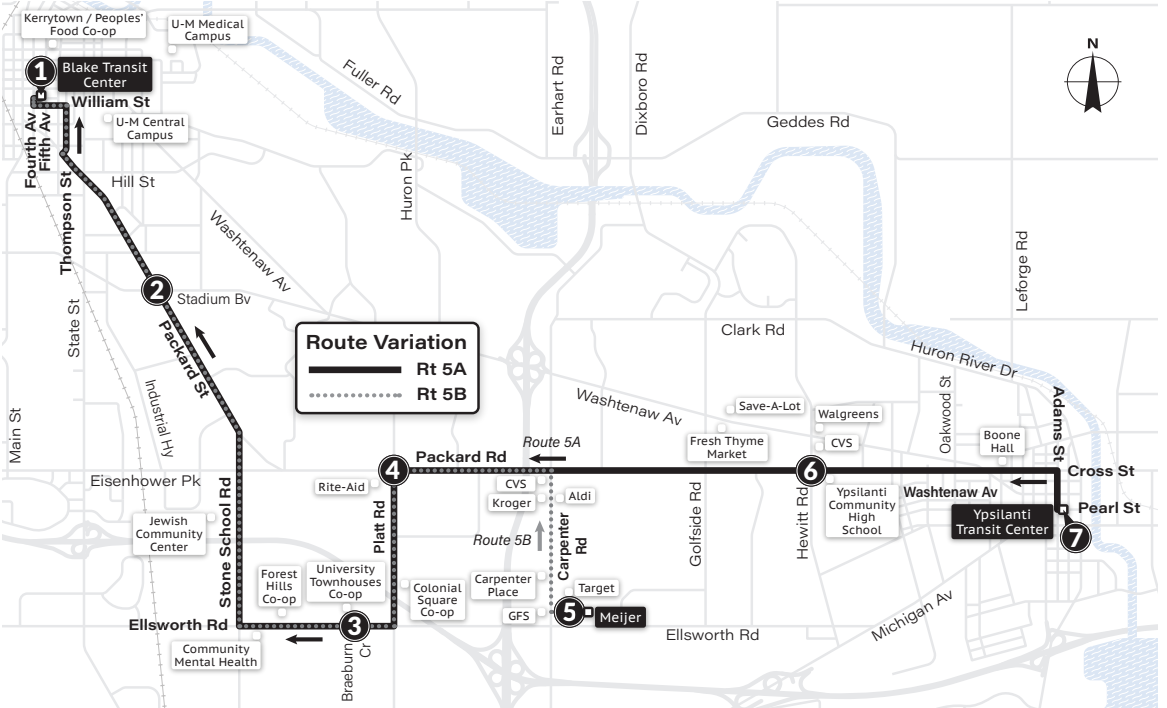 Kerrytown / Peoples'
Food Co-op
U-M Medical
Campus
N
1
Blake Transit
Center
William St
U-M Central
Campus
Fourth Av
Fifth Av
Thompson St
Hill St
Fuller Rd
Huron Pk
Earhart Rd
Dixboro Rd
Geddes Rd
Leforge Rd
Washtenaw Av
2
Stadium Bv
State St
Packard St
Industrial Hy
Main St
Route Variation
Rt 5A
Rt 5B
Clark Rd
Huron River Dr
Washtenaw Av
Save-A-Lot
Fresh Thyme
Market
Walgreens
CVS
Oakwood St
Boone
Hall
Adams St
Cross St
Pearl St
Washtenaw Av
Ypsilanti
Transit Center
7
6
Ypsilanti
Community
High
School
Hewitt Rd
Golfside Rd
Route 5A
Packard Rd
4
CVS
Kroger
Aldi
Rite-Aid
Eisenhower Pk
Jewish
Community
Center
Stone School Rd
Platt Rd
Route 5B
Carpenter
Rd
Forest
Hills
Co-op
University
Townhouses
Co-op
Colonial
Square
Co-op
Carpenter
Place
Target
GFS
5
Meijer
Ellsworth Rd
3
Community
Mental Health
Braeburn
Cr
Ellsworth Rd
Michigan Av